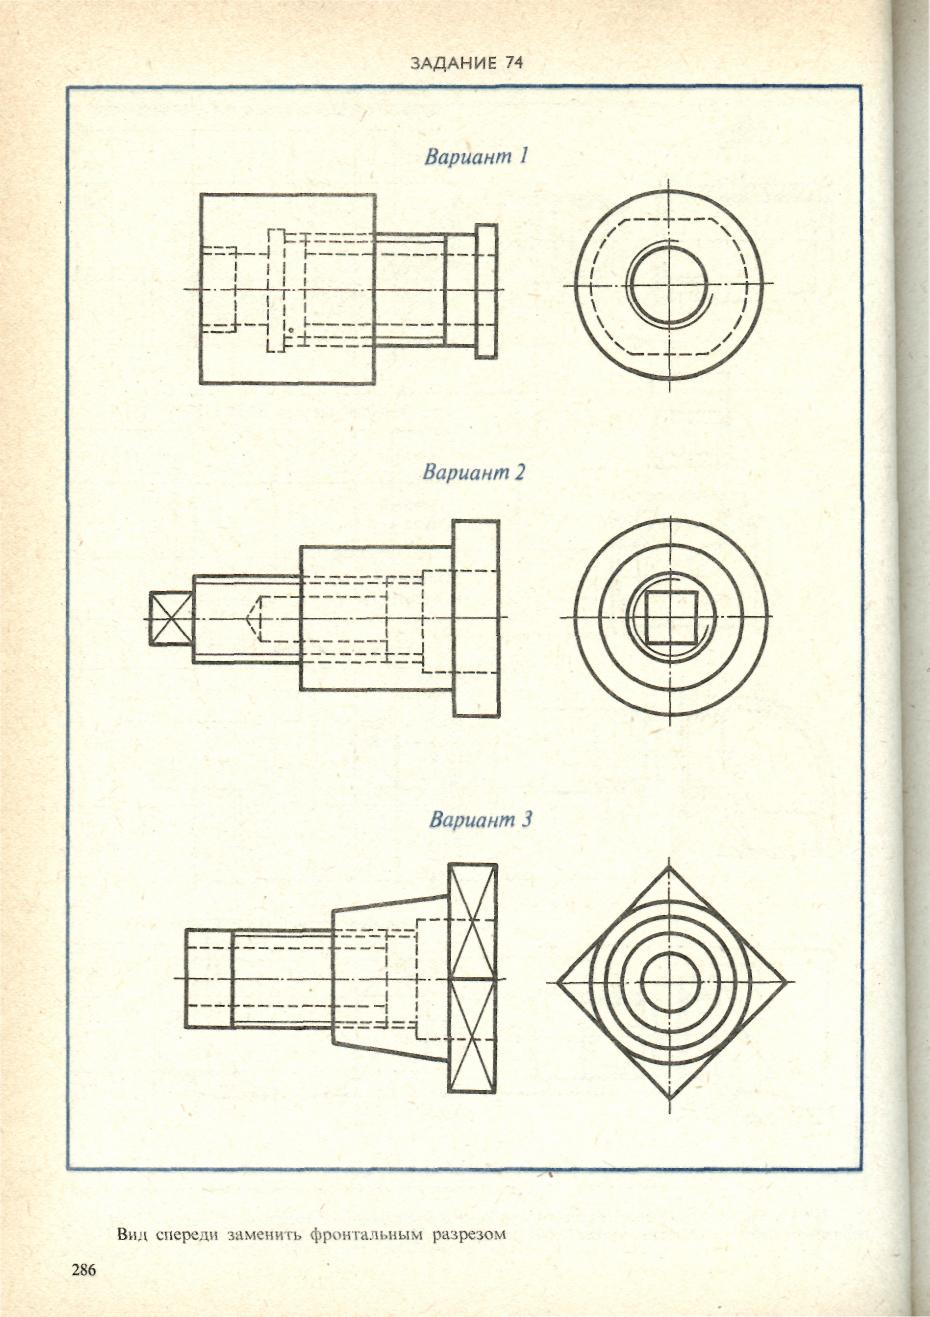 ЗАДАНИЕ 74
Вариант 1
Вариант 2
Вариант 3
Вид спереди заменить фронтальным разрезом
286